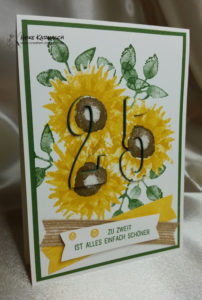 25
ZU ZWEIT
IST ALLES EINFACH SCHÖNER